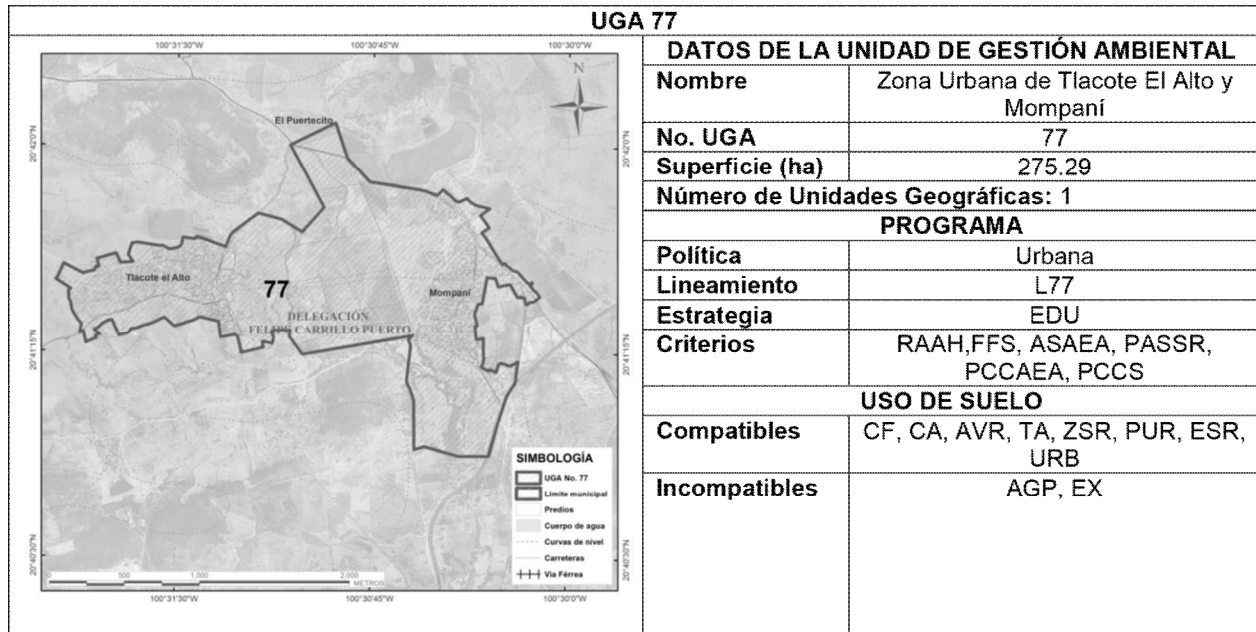 UGA 77
100°31'30"W 100°30'45"W 100°30'0"W
N
El Puertecito
20°42'0"N 20°42'0"N
Tlacote el Alto
77
Mompaní
DELEGACIÓN
FELIPE CARRILLO PUERTO
20°41'15"N 20°41'15"N
SIMBOLOGÍA
UGA No. 77
Límite municipal
Predios
Cuerpo de agua
Curvas de nivel
Carreteras
Vía Férrea
20°40'30"N 20°40'30"N
0 500 1,000 2,000
METROS
100°31'30"W 100°30'45"W 100°30'0"W
DATOS DE LA UNIDAD DE GESTIÓN AMBIENTAL
Nombre Zona Urbana de Tlacote El Alto y
Mompaní
No. UGA 77
Superficie (ha) 275.29
Número de Unidades Geográficas: 1
PROGRAMA
Política Urbana
Lineamiento L77
Estrategia EDU
Criterios RAAH,FFS, ASAEA, PASSR,
PCCAEA, PCCS
USO DE SUELO
Compatibles CF, CA, AVR, TA, ZSR, PUR, ESR,
URB
Incompatibles AGP, EX